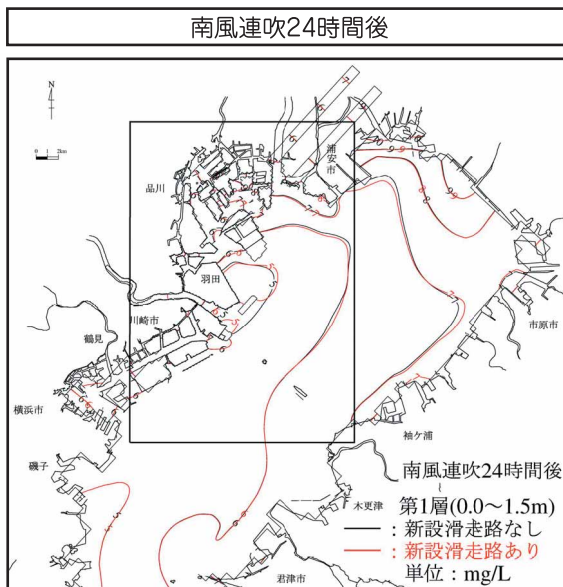 南風連吹24時間後
N
0 1 2km
浦安市
品川
羽田
川崎市
鶴見
横浜市
市原市
袖ケ浦
磯子
木更津
君津市
南風連吹24時間後
第1層(0.0～1.5m)
：新設滑走路なし
：新設滑走路あり
単位：mg/L